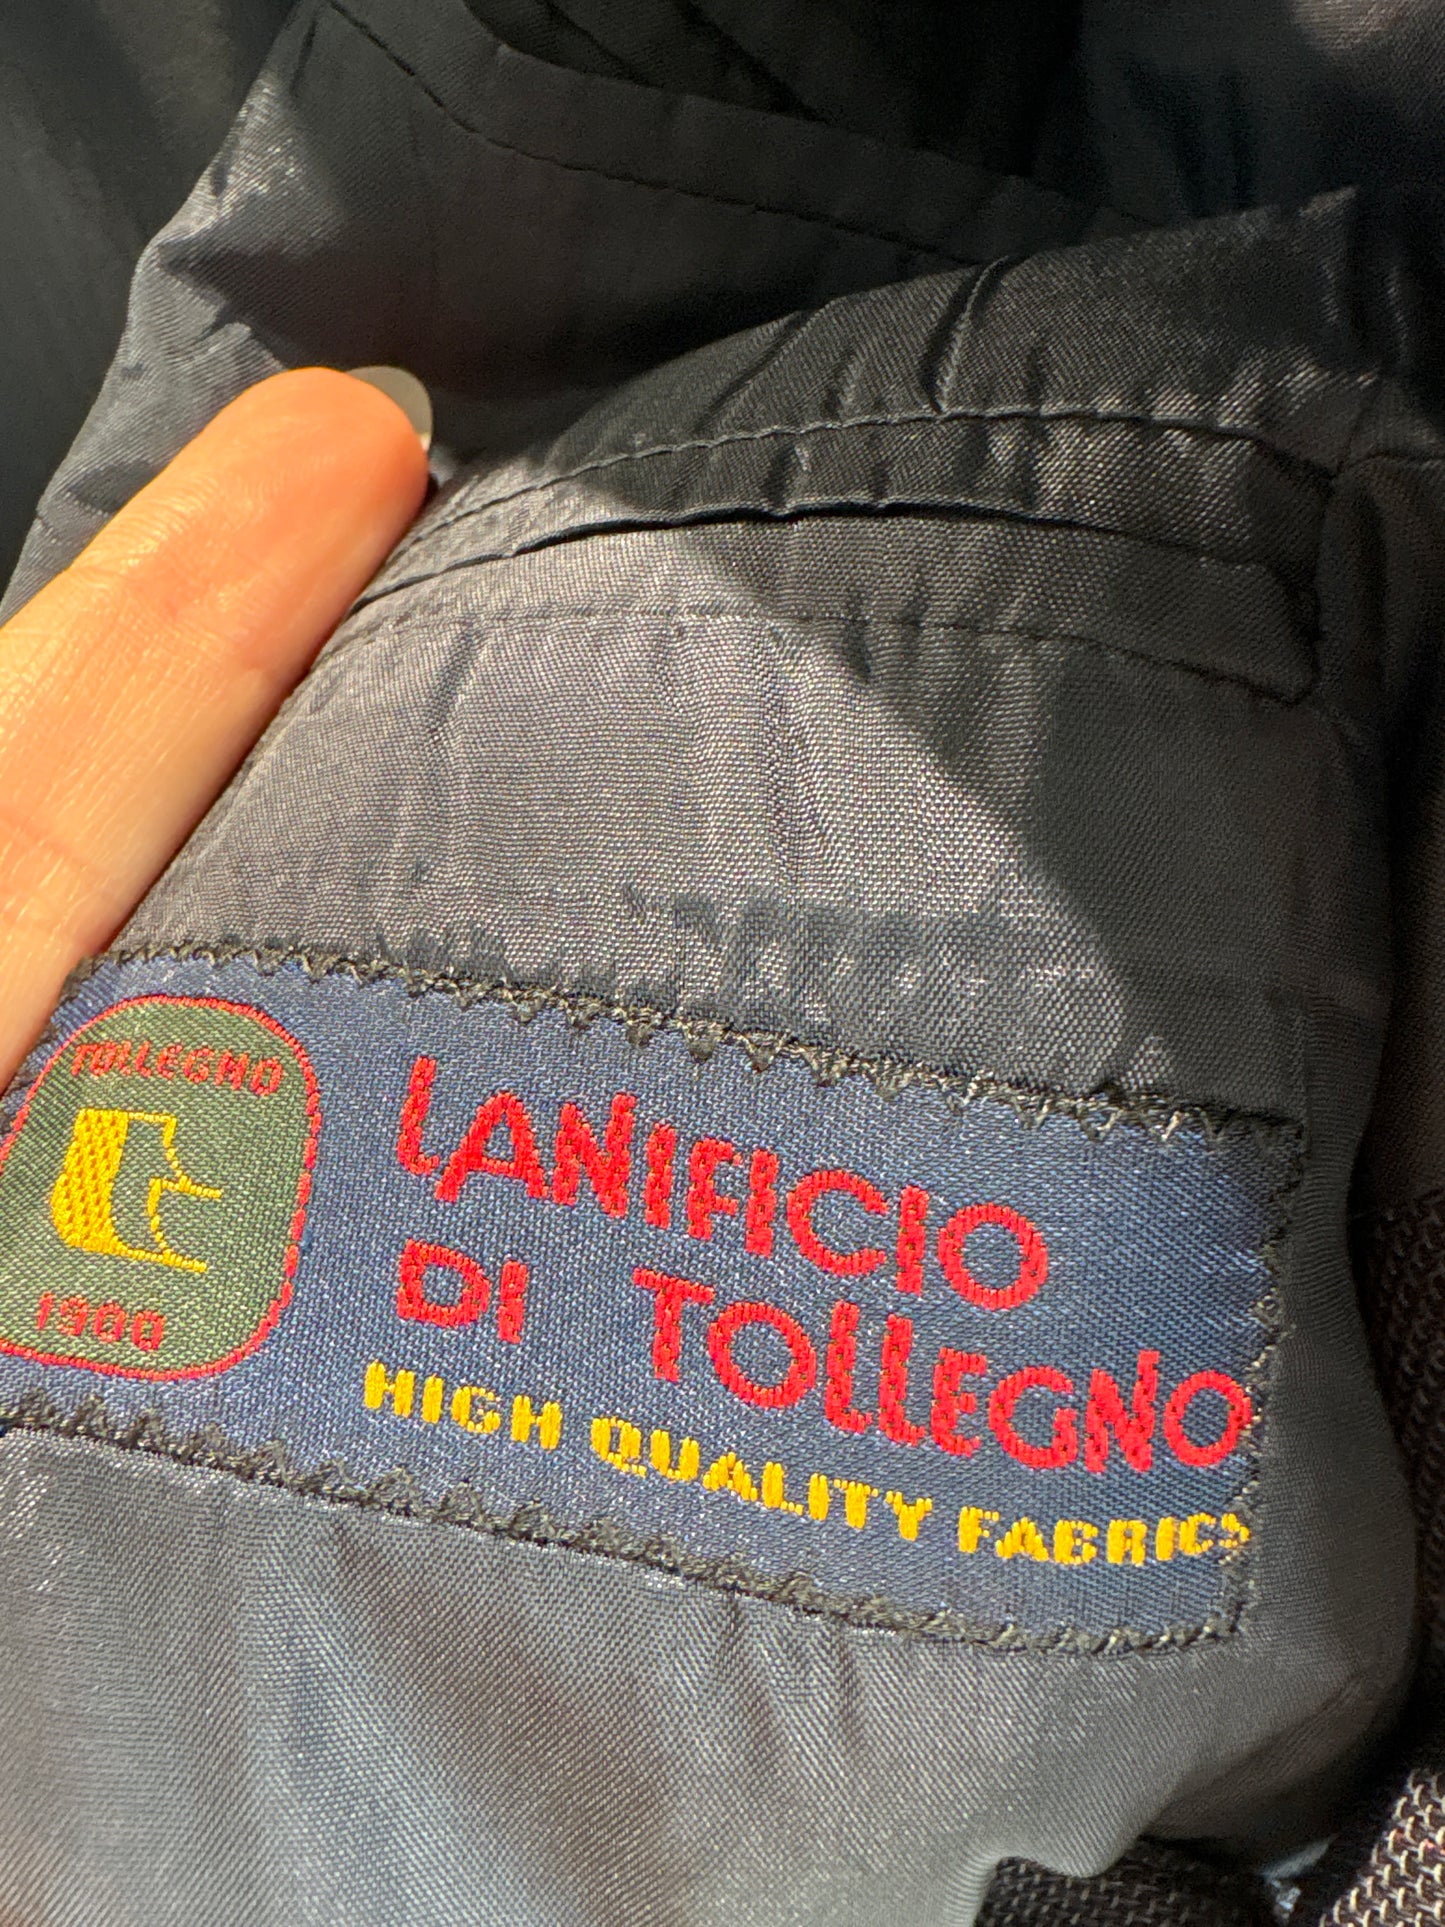 TOLLEGNO
1900
LANIFICIO
DI TOLLEGNO
HIGH QUALITY FABRICS